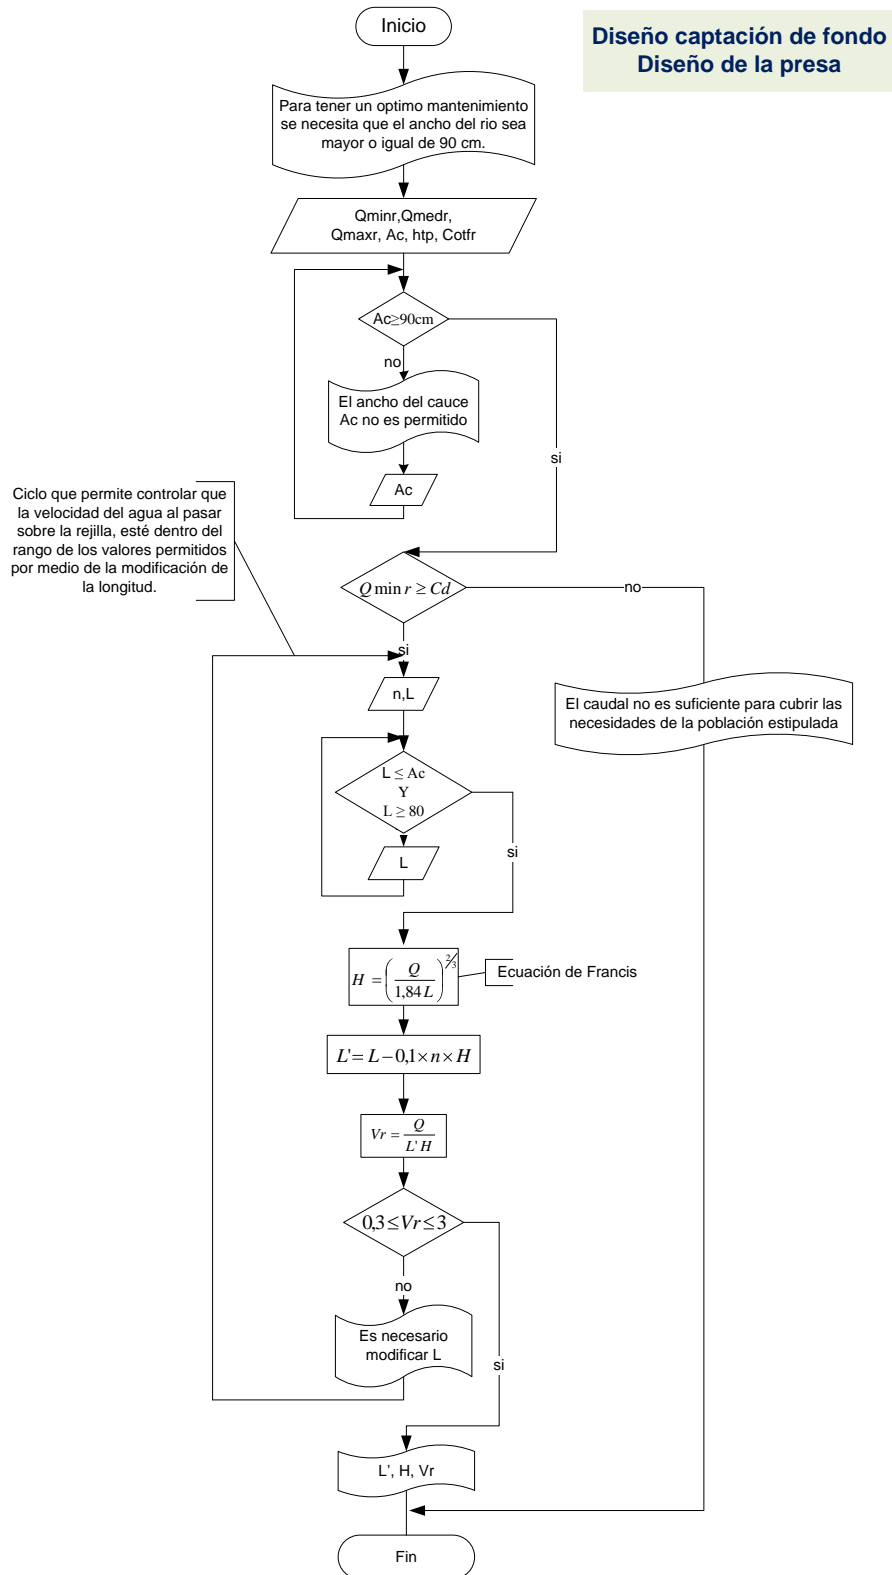 Inicio
Diseño captación de fondo
Diseño de la presa
Para tener un optimo mantenimiento
se necesita que el ancho del rio sea
mayor o igual de 90 cm.
Qminr,Qmedr,
Qmaxr, Ac, htp, Cotfr
Ac≥90cm
no
El ancho del cauce
Ac no es permitido
si
Ac
Ciclo que permite controlar que
la velocidad del agua al pasar
sobre la rejilla, esté dentro del
rango de los valores permitidos
por medio de la modificación de
la longitud.
Q min r ≥ Cd
no
si
n,L
El caudal no es suficiente para cubrir las
necesidades de la población estipulada
L ≤ Ac
Y
L ≥ 80
si
L
H = (Q / 1,84 L)^2/3
Ecuación de Francis
L'= L−0,1×n×H
Vr = Q / L' H
0,3≤Vr≤3
no
Es necesario
modificar L
si
L', H, Vr
Fin